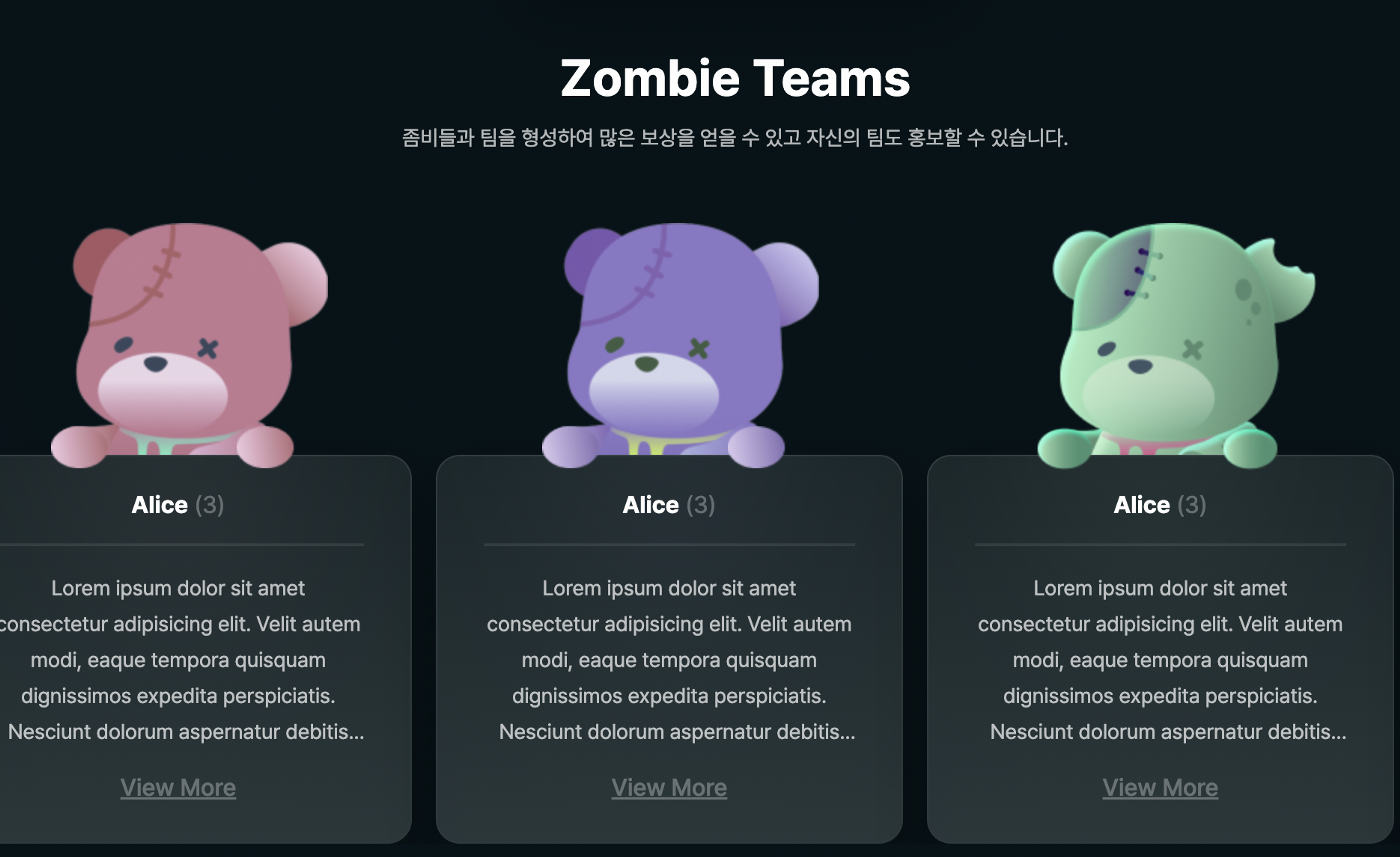 Zombie Teams
좀비들과 팀을 형성하여 많은 보상을 얻을 수 있고 자신의 팀도 홍보할 수 있습니다.
Alice (3)
Lorem ipsum dolor sit amet
consectetur adipisicing elit. Velit autem
modi, eaque tempora quisquam
dignissimos expedita perspiciatis.
Nesciunt dolorum aspernatur debitis...
View More
Alice (3)
Lorem ipsum dolor sit amet
consectetur adipisicing elit. Velit autem
modi, eaque tempora quisquam
dignissimos expedita perspiciatis.
Nesciunt dolorum aspernatur debitis...
View More
Alice (3)
Lorem ipsum dolor sit amet
consectetur adipisicing elit. Velit autem
modi, eaque tempora quisquam
dignissimos expedita perspiciatis.
Nesciunt dolorum aspernatur debitis...
View More